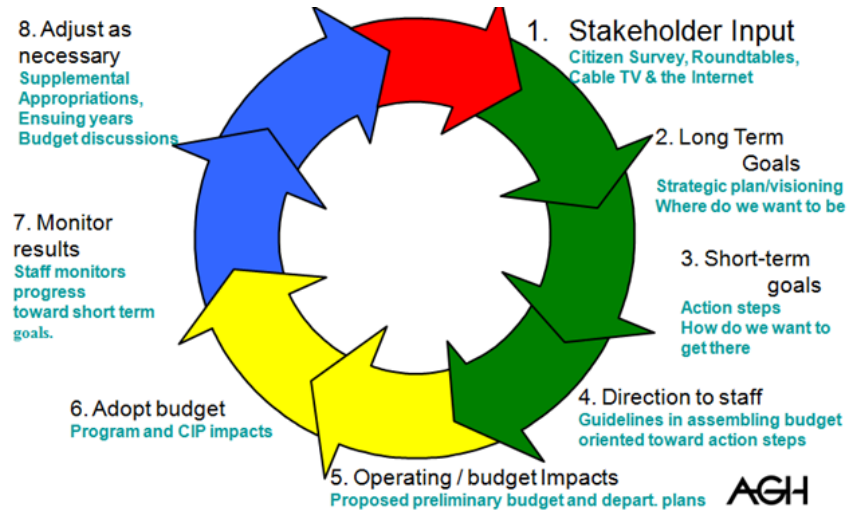 1. Stakeholder Input
Citizen Survey, Roundtables,
Cable TV & the Internet
2. Long Term
Goals
Strategic plan/visioning
Where do we want to be
3. Short-term
goals
Action steps
How do we want to
get there
4. Direction to staff
Guidelines in assembling budget
oriented toward action steps
5. Operating / budget Impacts
Proposed preliminary budget and depart. plans
6. Adopt budget
Program and CIP impacts
7. Monitor
results
Staff monitors
progress
toward short term
goals.
8. Adjust as
necessary
Supplemental
Appropriations,
Ensuing years
Budget discussions
AGH